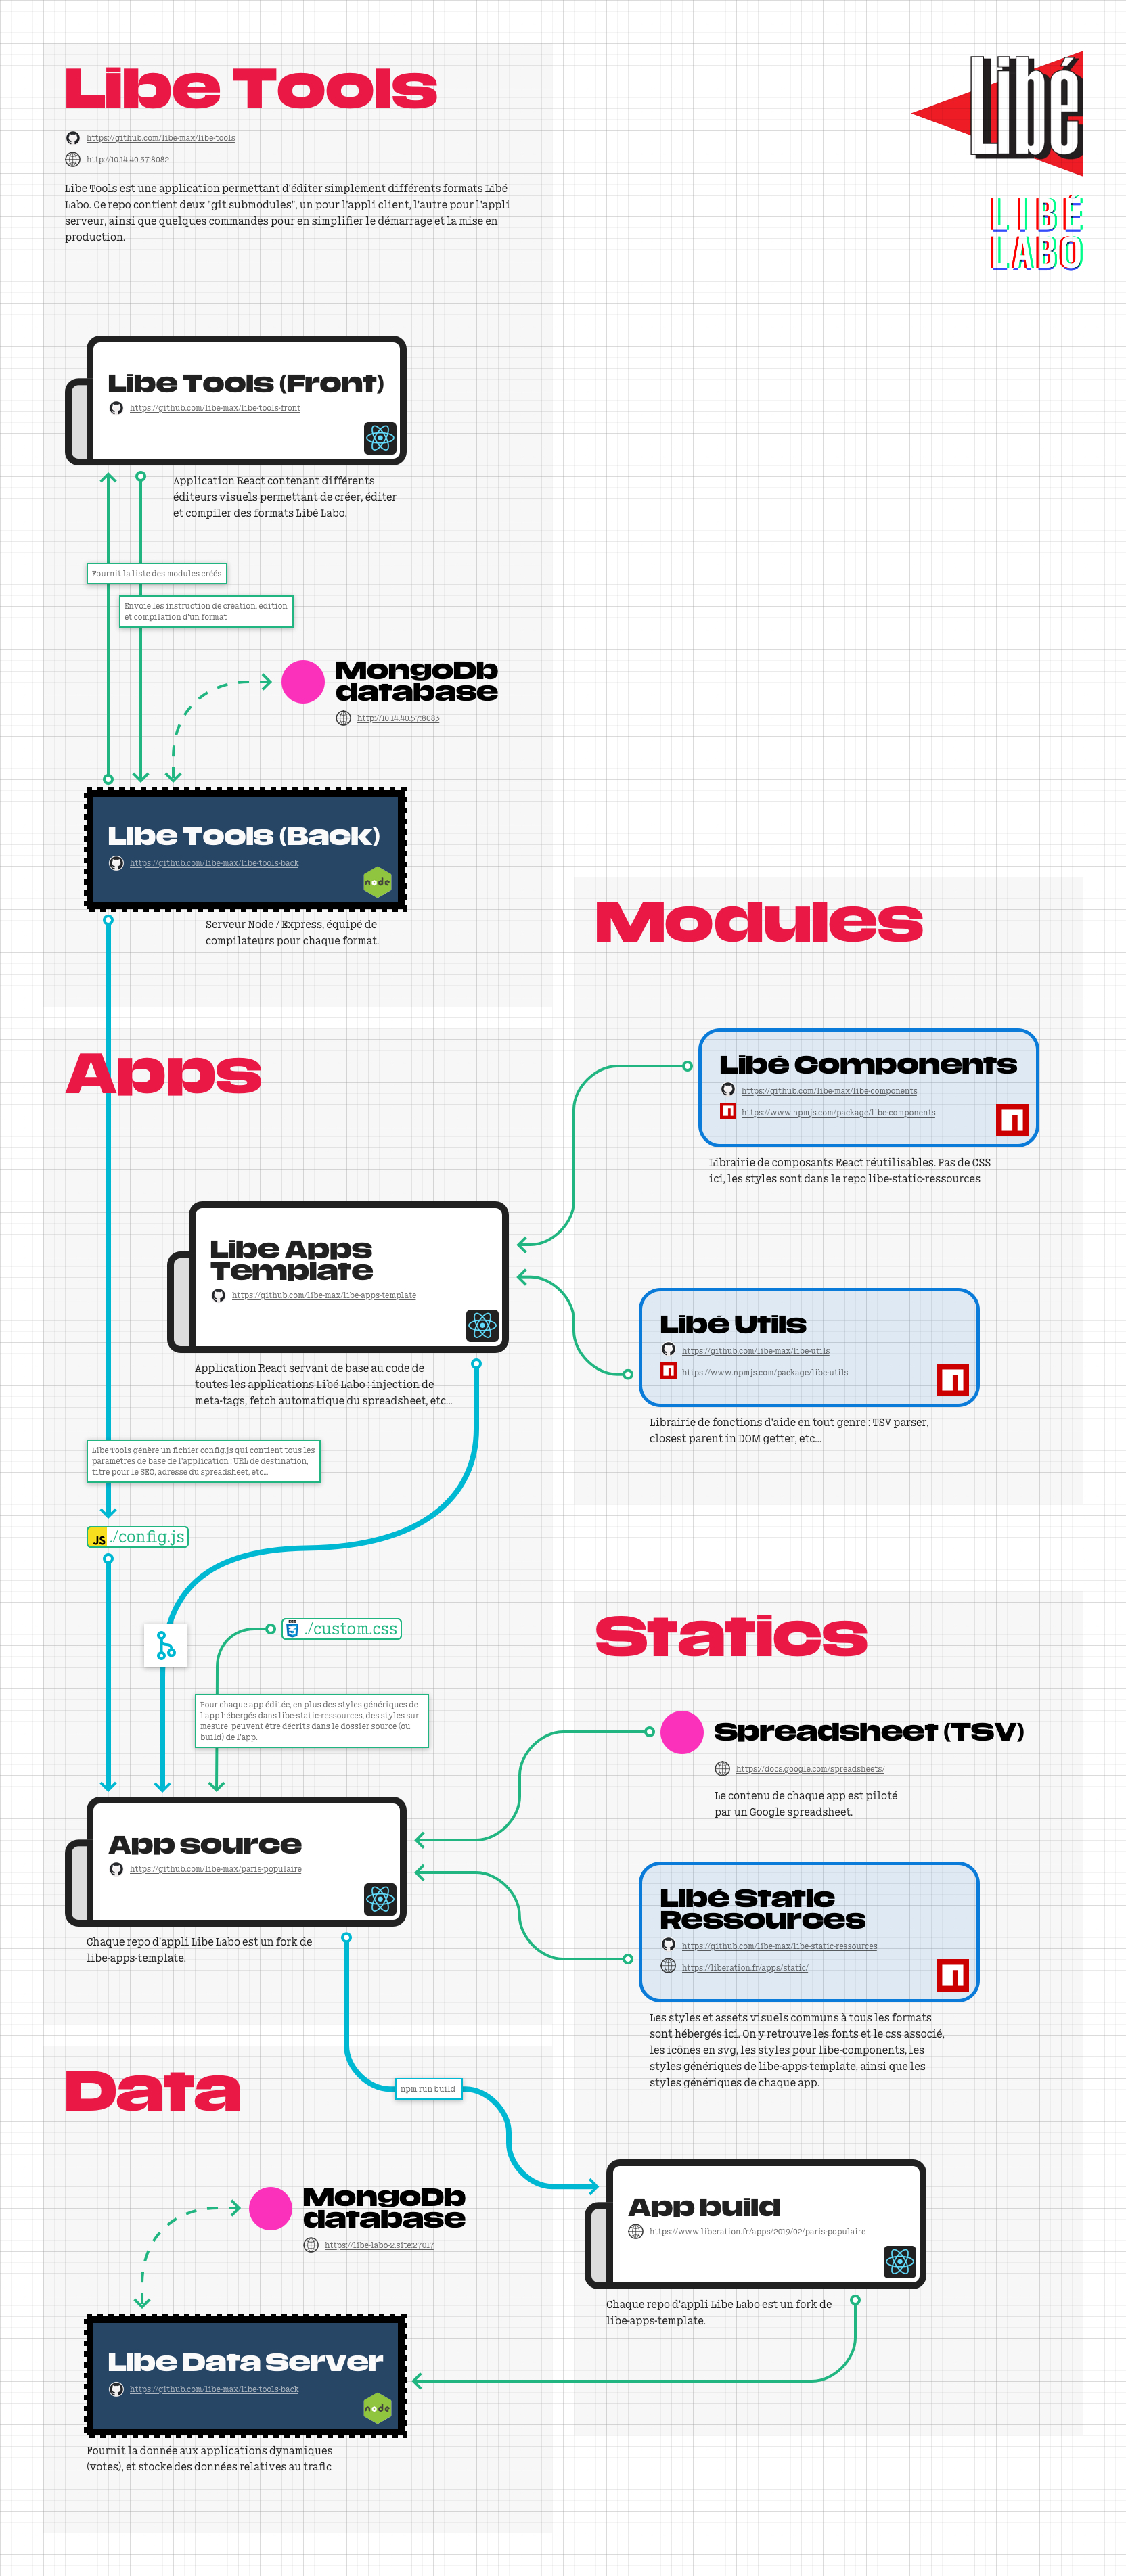 Libe Tools
https://github.com/libe-max/libe-tools
http://10.14.40.57:8082
Libe Tools est une application permettant d'éditer simplement différents formats Libé
Labo. Ce repo contient deux "git submodules", un pour l'appli client, l'autre pour l'appli
serveur, ainsi que quelques commandes pour en simplifier le démarrage et la mise en
production.
Libé
LIBÉ
LABO
Libe Tools (Front)
https://github.com/libe-max/libe-tools-front
Application React contenant différents
éditeurs visuels permettant de créer, éditer
et compiler des formats Libé Labo.
Fournit la liste des modules créés
Envoie les instruction de création, édition
et compilation d'un format
MongoDb
database
http://10.14.40.57:8083
Libe Tools (Back)
https://github.com/libe-max/libe-tools-back
node
Serveur Node / Express, équipé de
compilateurs pour chaque format.
Modules
Libé Components
https://github.com/libe-max/libe-components
https://www.npmjs.com/package/libe-components
Librairie de composants React réutilisables. Pas de CSS
ici, les styles sont dans le repo libe-static-ressources
Libé Utils
https://github.com/libe-max/libe-utils
https://www.npmjs.com/package/libe-utils
Librairie de fonctions d'aide en tout genre : TSV parser,
closest parent in DOM getter, etc...
Apps
Libe Apps
Template
https://github.com/libe-max/libe-apps-template
Application React servant de base au code de
toutes les applications Libé Labo : injection de
meta-tags, fetch automatique du spreadsheet, etc...
Libe Tools génère un fichier config.js qui contient tous les
paramètres de base de l'application : URL de destination,
titre pour le SEO, adresse du spreadsheet, etc...
JS ./config.js
CSS ./custom.css
Pour chaque app éditée, en plus des styles génériques de
l'app hébergés dans libe-static-ressources, des styles sur
mesure peuvent être décrits dans le dossier source (ou
build) de l'app.
App source
https://github.com/libe-max/paris-populaire
Chaque repo d'appli Libe Labo est un fork de
libe-apps-template.
Statics
Spreadsheet (TSV)
https://docs.google.com/spreadsheets/
Le contenu de chaque app est piloté
par un Google spreadsheet.
Libé Static
Ressources
https://github.com/libe-max/libe-static-ressources
https://liberation.fr/apps/static/
Les styles et assets visuels communs à tous les formats
sont hébergés ici. On y retrouve les fonts et le css associé,
les icônes en svg, les styles pour libe-components, les
styles génériques de libe-apps-template, ainsi que les
styles génériques de chaque app.
npm run build
App build
https://www.liberation.fr/apps/2019/02/paris-populaire
Chaque repo d'appli Libe Labo est un fork de
libe-apps-template.
Data
MongoDb
database
https://libe-labo-2.site:27017
Libe Data Server
https://github.com/libe-max/libe-tools-back
node
Fournit la donnée aux applications dynamiques
(votes), et stocke des données relatives au trafic